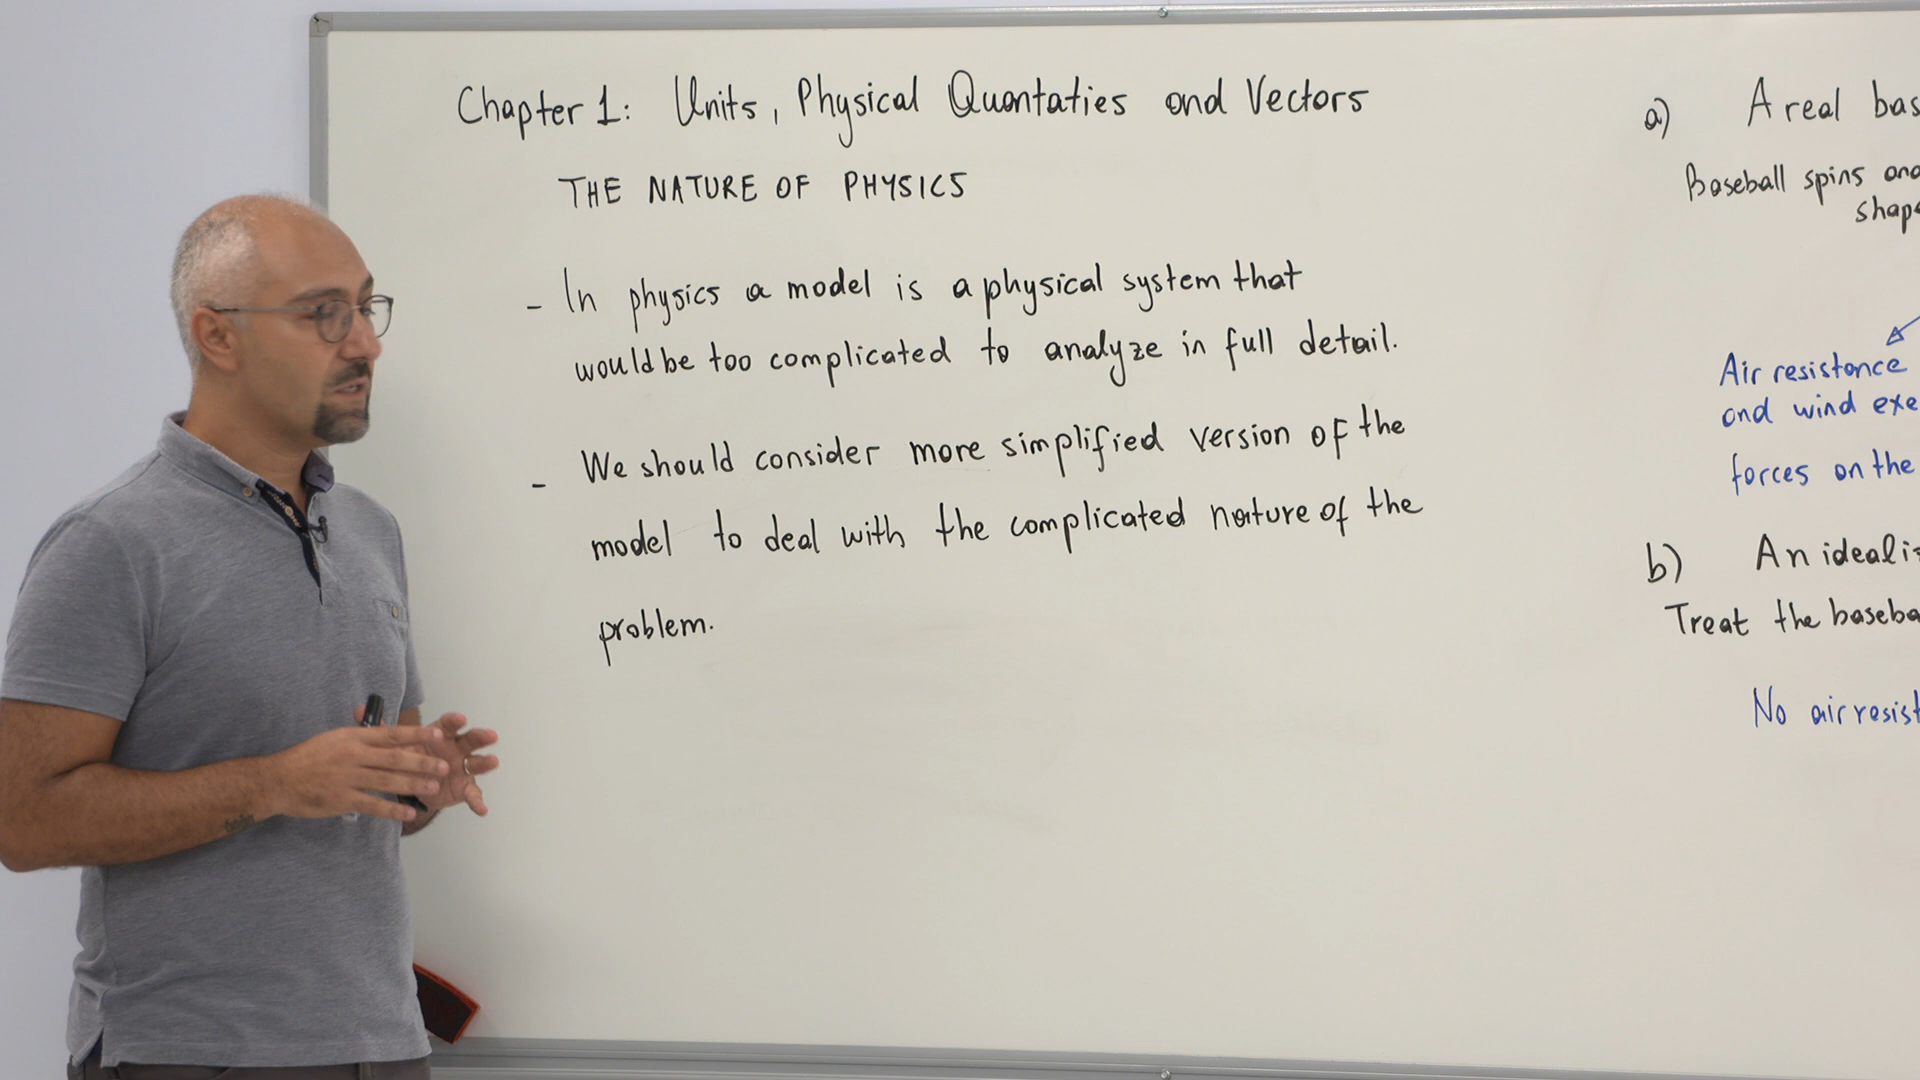 Chapter 1: Units, Physical Quantaties and Vectors
THE NATURE OF PHYSICS
- In physics a model is a physical system that
would be too complicated to analyze in full detail.
- We should consider more simplified version of the
model to deal with the complicated nature of the
problem.
a) A real bas
Baseball spins and
shape
Air resistance
and wind exe
forces on the
b) An ideali
Treat the baseba
No air resist